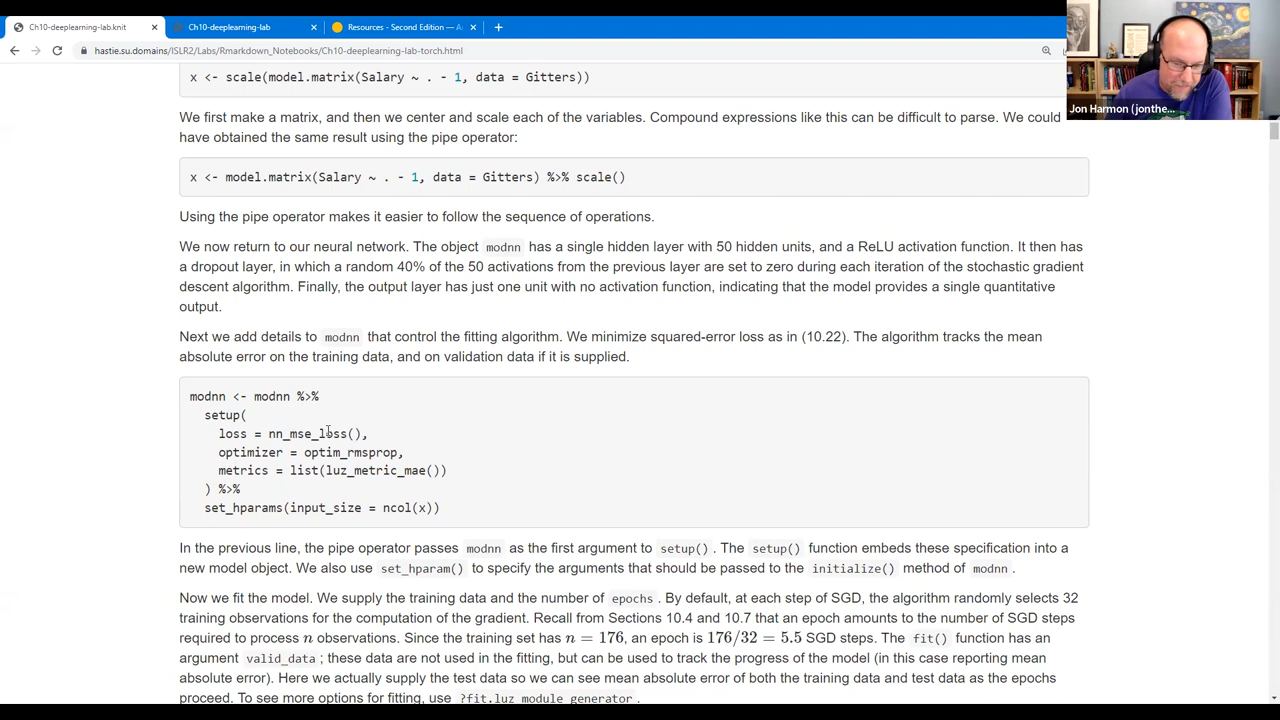 Ch10-deeplearning-lab.knit
Ch10-deeplearning-lab
Resources - Second Edition —
hastie.su.domains/ISLR2/Labs/Rmarkdown_Notebooks/Ch10-deeplearning-lab-torch.html
Jon Harmon (jonthe...
x <- scale(model.matrix(Salary ~ . - 1, data = Gitters))
We first make a matrix, and then we center and scale each of the variables. Compound expressions like this can be difficult to parse. We could
have obtained the same result using the pipe operator:
x <- model.matrix(Salary ~ . - 1, data = Gitters) %>% scale()
Using the pipe operator makes it easier to follow the sequence of operations.
We now return to our neural network. The object modnn has a single hidden layer with 50 hidden units, and a ReLU activation function. It then has
a dropout layer, in which a random 40% of the 50 activations from the previous layer are set to zero during each iteration of the stochastic gradient
descent algorithm. Finally, the output layer has just one unit with no activation function, indicating that the model provides a single quantitative
output.
Next we add details to modnn that control the fitting algorithm. We minimize squared-error loss as in (10.22). The algorithm tracks the mean
absolute error on the training data, and on validation data if it is supplied.
modnn <- modnn %>%
setup(
loss = nn_mse_loss(),
optimizer = optim_rmsprop,
metrics = list(luz_metric_mae())
) %>%
set_hparams(input_size = ncol(x))
In the previous line, the pipe operator passes modnn as the first argument to setup(). The setup() function embeds these specification into a
new model object. We also use set_hparam() to specify the arguments that should be passed to the initialize() method of modnn.
Now we fit the model. We supply the training data and the number of epochs. By default, at each step of SGD, the algorithm randomly selects 32
training observations for the computation of the gradient. Recall from Sections 10.4 and 10.7 that an epoch amounts to the number of SGD steps
required to process n observations. Since the training set has n = 176, an epoch is 176/32 = 5.5 SGD steps. The fit() function has an
argument valid_data; these data are not used in the fitting, but can be used to track the progress of the model (in this case reporting mean
absolute error). Here we actually supply the test data so we can see mean absolute error of both the training data and test data as the epochs
proceed. To see more options for fitting, use ?fit.luz_module_generator.